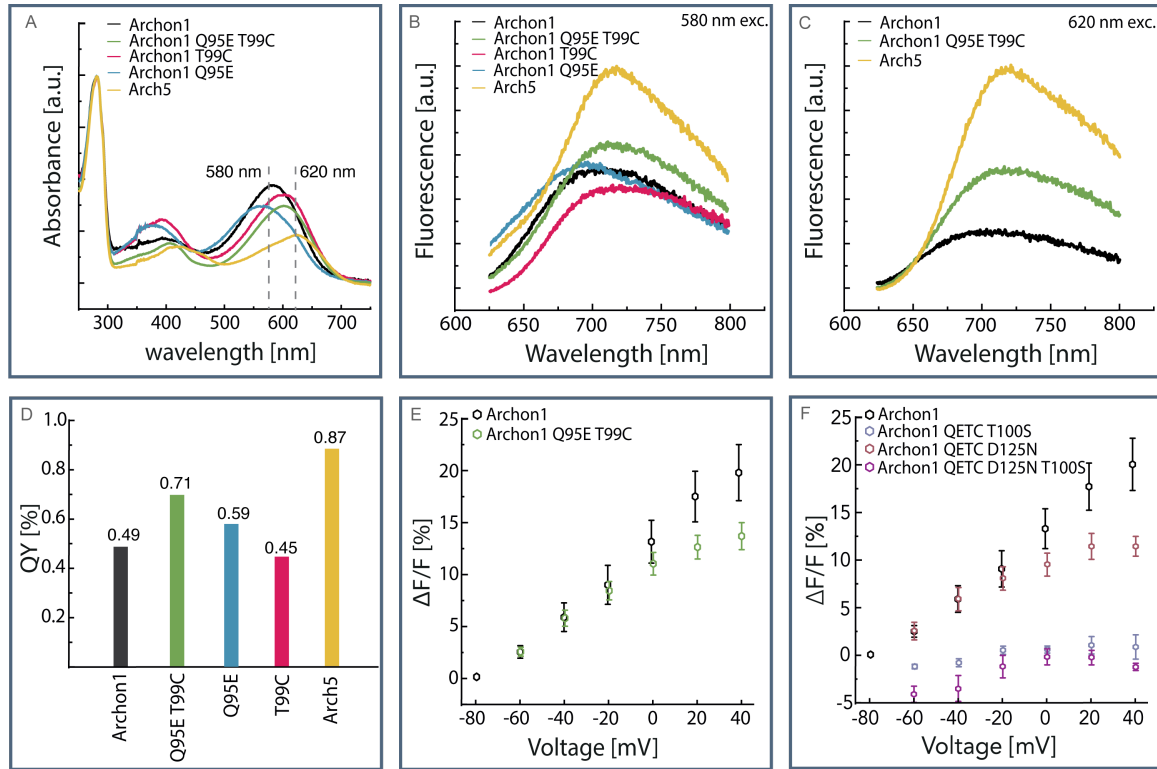 A
Archon1
Archon1 Q95E T99C
Archon1 T99C
Archon1 Q95E
Arch5
580 nm
620 nm
Absorbance [a.u.]
300 400 500 600 700
wavelength [nm]
B
580 nm exc.
Archon1
Archon1 Q95E T99C
Archon1 T99C
Archon1 Q95E
Arch5
Fluorescence [a.u.]
600 650 700 750 800
Wavelength [nm]
C
620 nm exc.
Archon1
Archon1 Q95E T99C
Arch5
Fluorescence [a.u.]
600 650 700 750 800
Wavelength [nm]
D
QY [%]
1.0
0.8
0.6
0.4
0.2
0.49
0.71
0.59
0.45
0.87
Archon1
Q95E T99C
Q95E
T99C
Arch5
E
Archon1
Archon1 Q95E T99C
ΔF/F [%]
25
20
15
10
5
0
-80 -60 -40 -20 0 20 40
Voltage [mV]
F
Archon1
Archon1 QETC T100S
Archon1 QETC D125N
Archon1 QETC D125N T100S
ΔF/F [%]
25
20
15
10
5
0
-5
-80 -60 -40 -20 0 20 40
Voltage [mV]